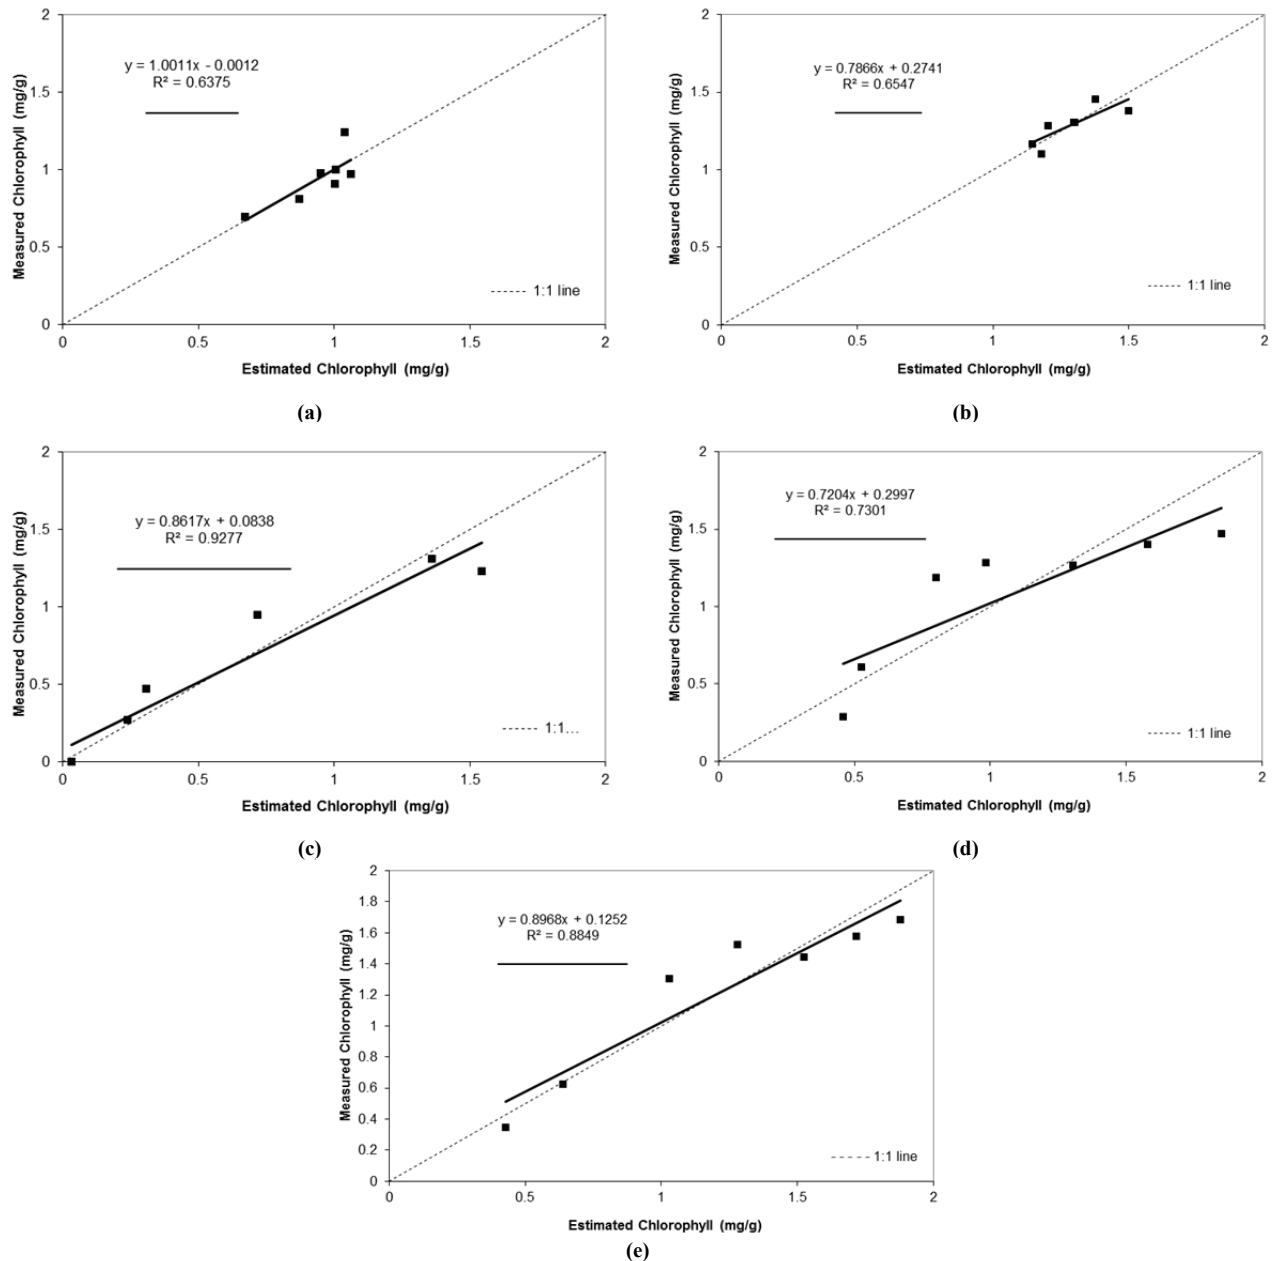 2
1.5
1
0.5
0
Measured Chlorophyll (mg/g)
y = 1.0011x - 0.0012
R² = 0.6375
1:1 line
0 0.5 1 1.5 2
Estimated Chlorophyll (mg/g)
(a)
2
1.5
1
0.5
0
Measured Chlorophyll (mg/g)
y = 0.7866x + 0.2741
R² = 0.6547
1:1 line
0 0.5 1 1.5 2
Estimated Chlorophyll (mg/g)
(b)
2
1.5
1
0.5
0
Measured Chlorophyll (mg/g)
y = 0.8617x + 0.0838
R² = 0.9277
1:1...
0 0.5 1 1.5 2
Estimated Chlorophyll (mg/g)
(c)
2
1.5
1
0.5
0
Measured Chlorophyll (mg/g)
y = 0.7204x + 0.2997
R² = 0.7301
1:1 line
0 0.5 1 1.5 2
Estimated Chlorophyll (mg/g)
(d)
2
1.8
1.6
1.4
1.2
1
0.8
0.6
0.4
0.2
0
Measured Chlorophyll (mg/g)
y = 0.8968x + 0.1252
R² = 0.8849
1:1 line
0 0.5 1 1.5 2
Estimated Chlorophyll (mg/g)
(e)